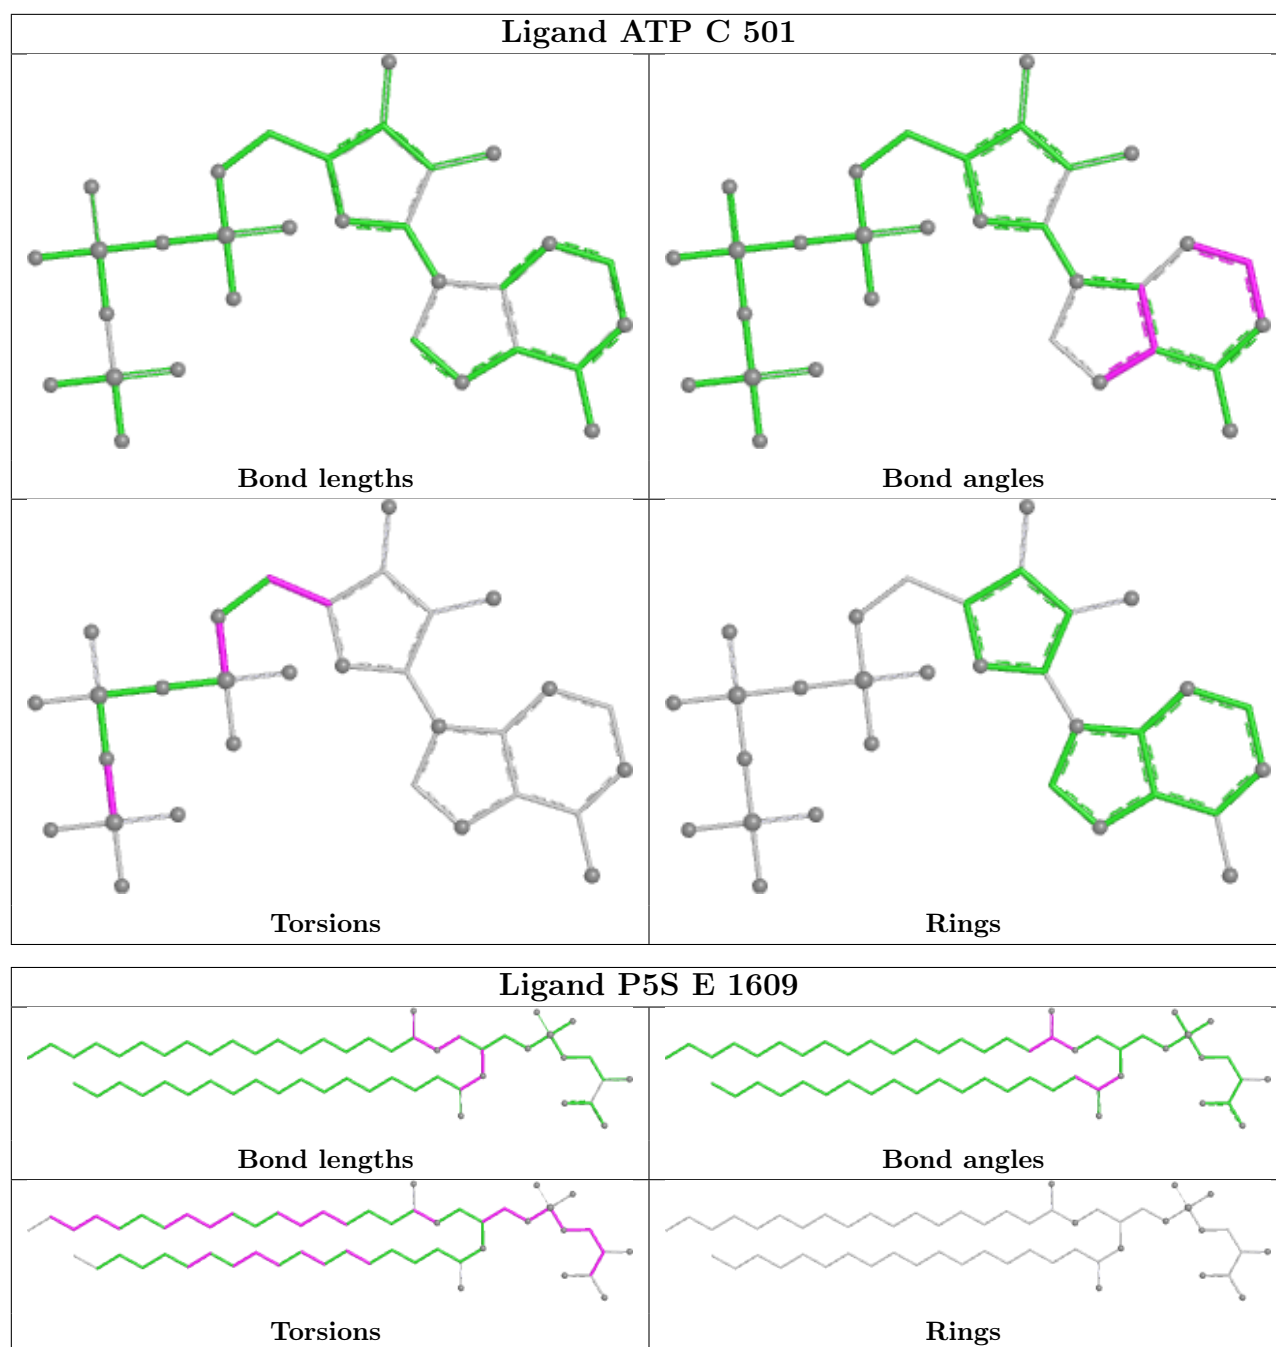 Ligand ATP C 501
Bond lengths
Bond angles
Torsions
Rings
Ligand P5S E 1609
Bond lengths
Bond angles
Torsions
Rings